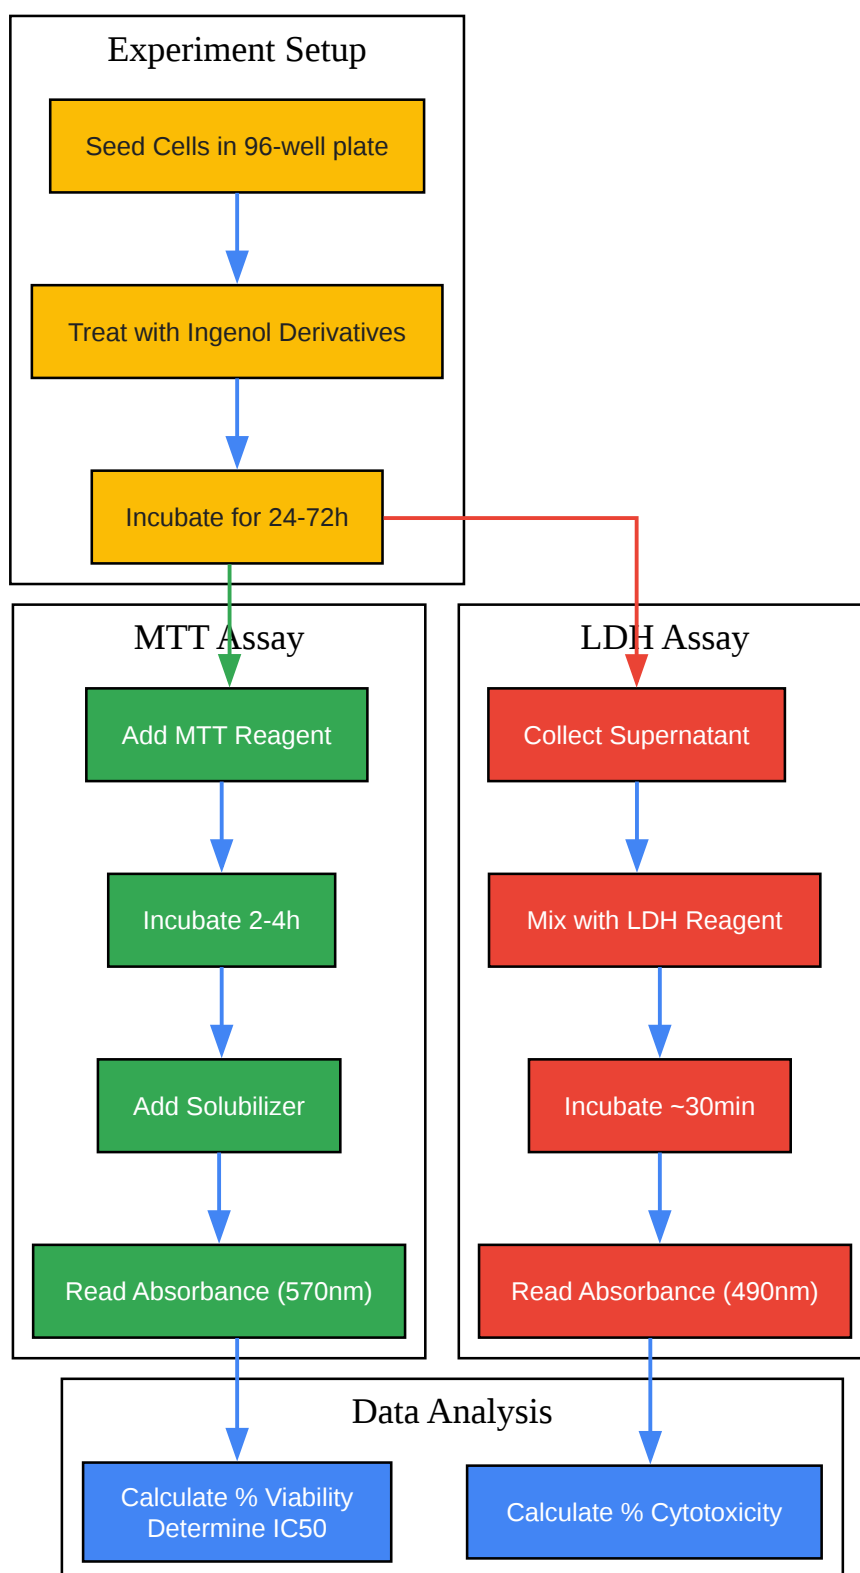 Experiment Setup
Seed Cells in 96-well plate
Treat with Ingenol Derivatives
Incubate for 24-72h
MTT Assay
Add MTT Reagent
Incubate 2-4h
Add Solubilizer
Read Absorbance (570nm)
LDH Assay
Collect Supernatant
Mix with LDH Reagent
Incubate ~30min
Read Absorbance (490nm)
Data Analysis
Calculate % Viability
Determine IC50
Calculate % Cytotoxicity